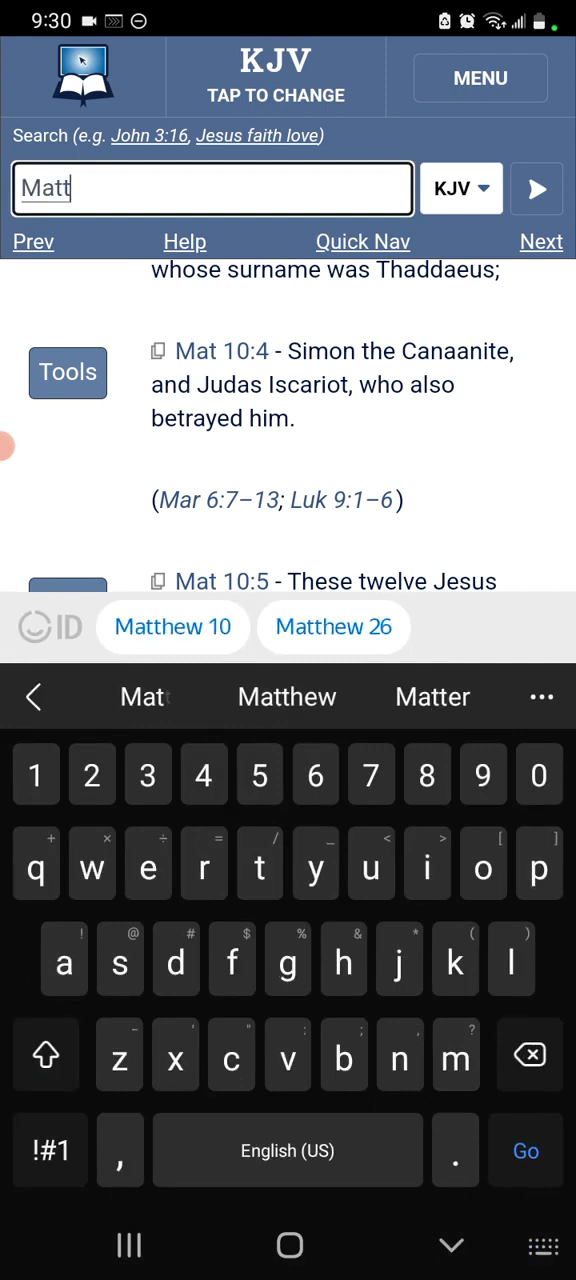 9:30
KJV
TAP TO CHANGE
MENU
Search (e.g. John 3:16, Jesus faith love)
Matt
KJV
Prev Help Quick Nav Next
whose surname was Thaddaeus;
Tools
Mat 10:4 - Simon the Canaanite,
and Judas Iscariot, who also
betrayed him.
(Mar 6:7–13; Luk 9:1–6)
Mat 10:5 - These twelve Jesus
ID Matthew 10 Matthew 26
Matt Matthew Matter ...
1 2 3 4 5 6 7 8 9 0
+ × ÷ = / _ < > [ ]
q w e r t y u i o p
! @ # $ % & * ( )
a s d f g h j k l
- ' " : ; , ?
z x c v b n m
!#1 , English (US) . Go